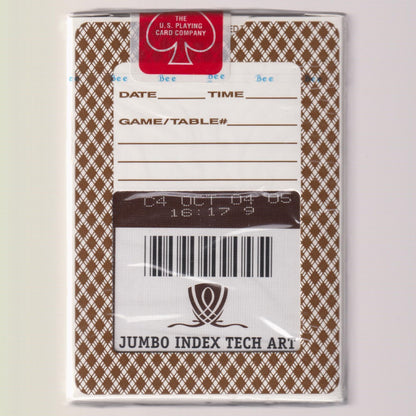 THE
U.S. PLAYING
CARD COMPANY
Bee Bee Bee Bee
DATE TIME
GAME/TABLE#
C4 OCT 04 05
16:17 9
JUMBO INDEX TECH ART